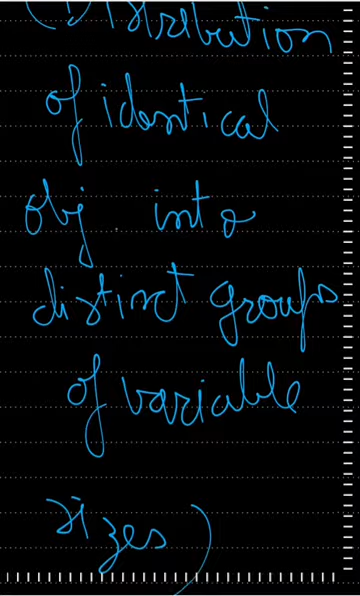 (Distribution
of identical
obj into
distinct groups
of variable
sizes)